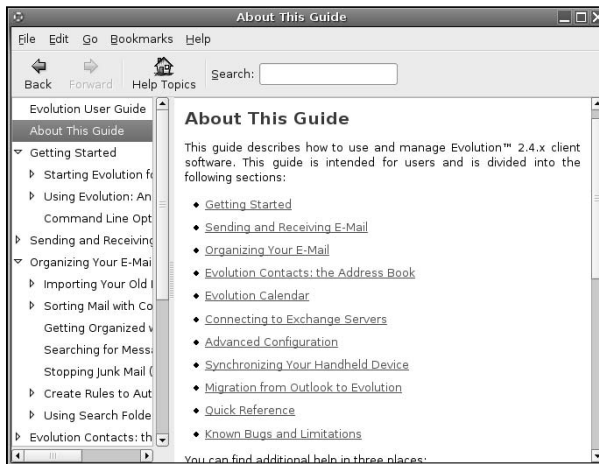 About This Guide
File Edit Go Bookmarks Help
Back Forward Help Topics Search:
Evolution User Guide
About This Guide
Getting Started
Starting Evolution fo
Using Evolution: An
Command Line Opt
Sending and Receiving
Organizing Your E-Mai
Importing Your Old
Sorting Mail with Co
Getting Organized
Searching for Messa
Stopping Junk Mail (
Create Rules to Aut
Using Search Folde
Evolution Contacts: th
About This Guide
This guide describes how to use and manage Evolution™ 2.4.x client
software. This guide is intended for users and is divided into the
following sections:
Getting Started
Sending and Receiving E-Mail
Organizing Your E-Mail
Evolution Contacts: the Address Book
Evolution Calendar
Connecting to Exchange Servers
Advanced Configuration
Synchronizing Your Handheld Device
Migration from Outlook to Evolution
Quick Reference
Known Bugs and Limitations
You can find additional help in three places: